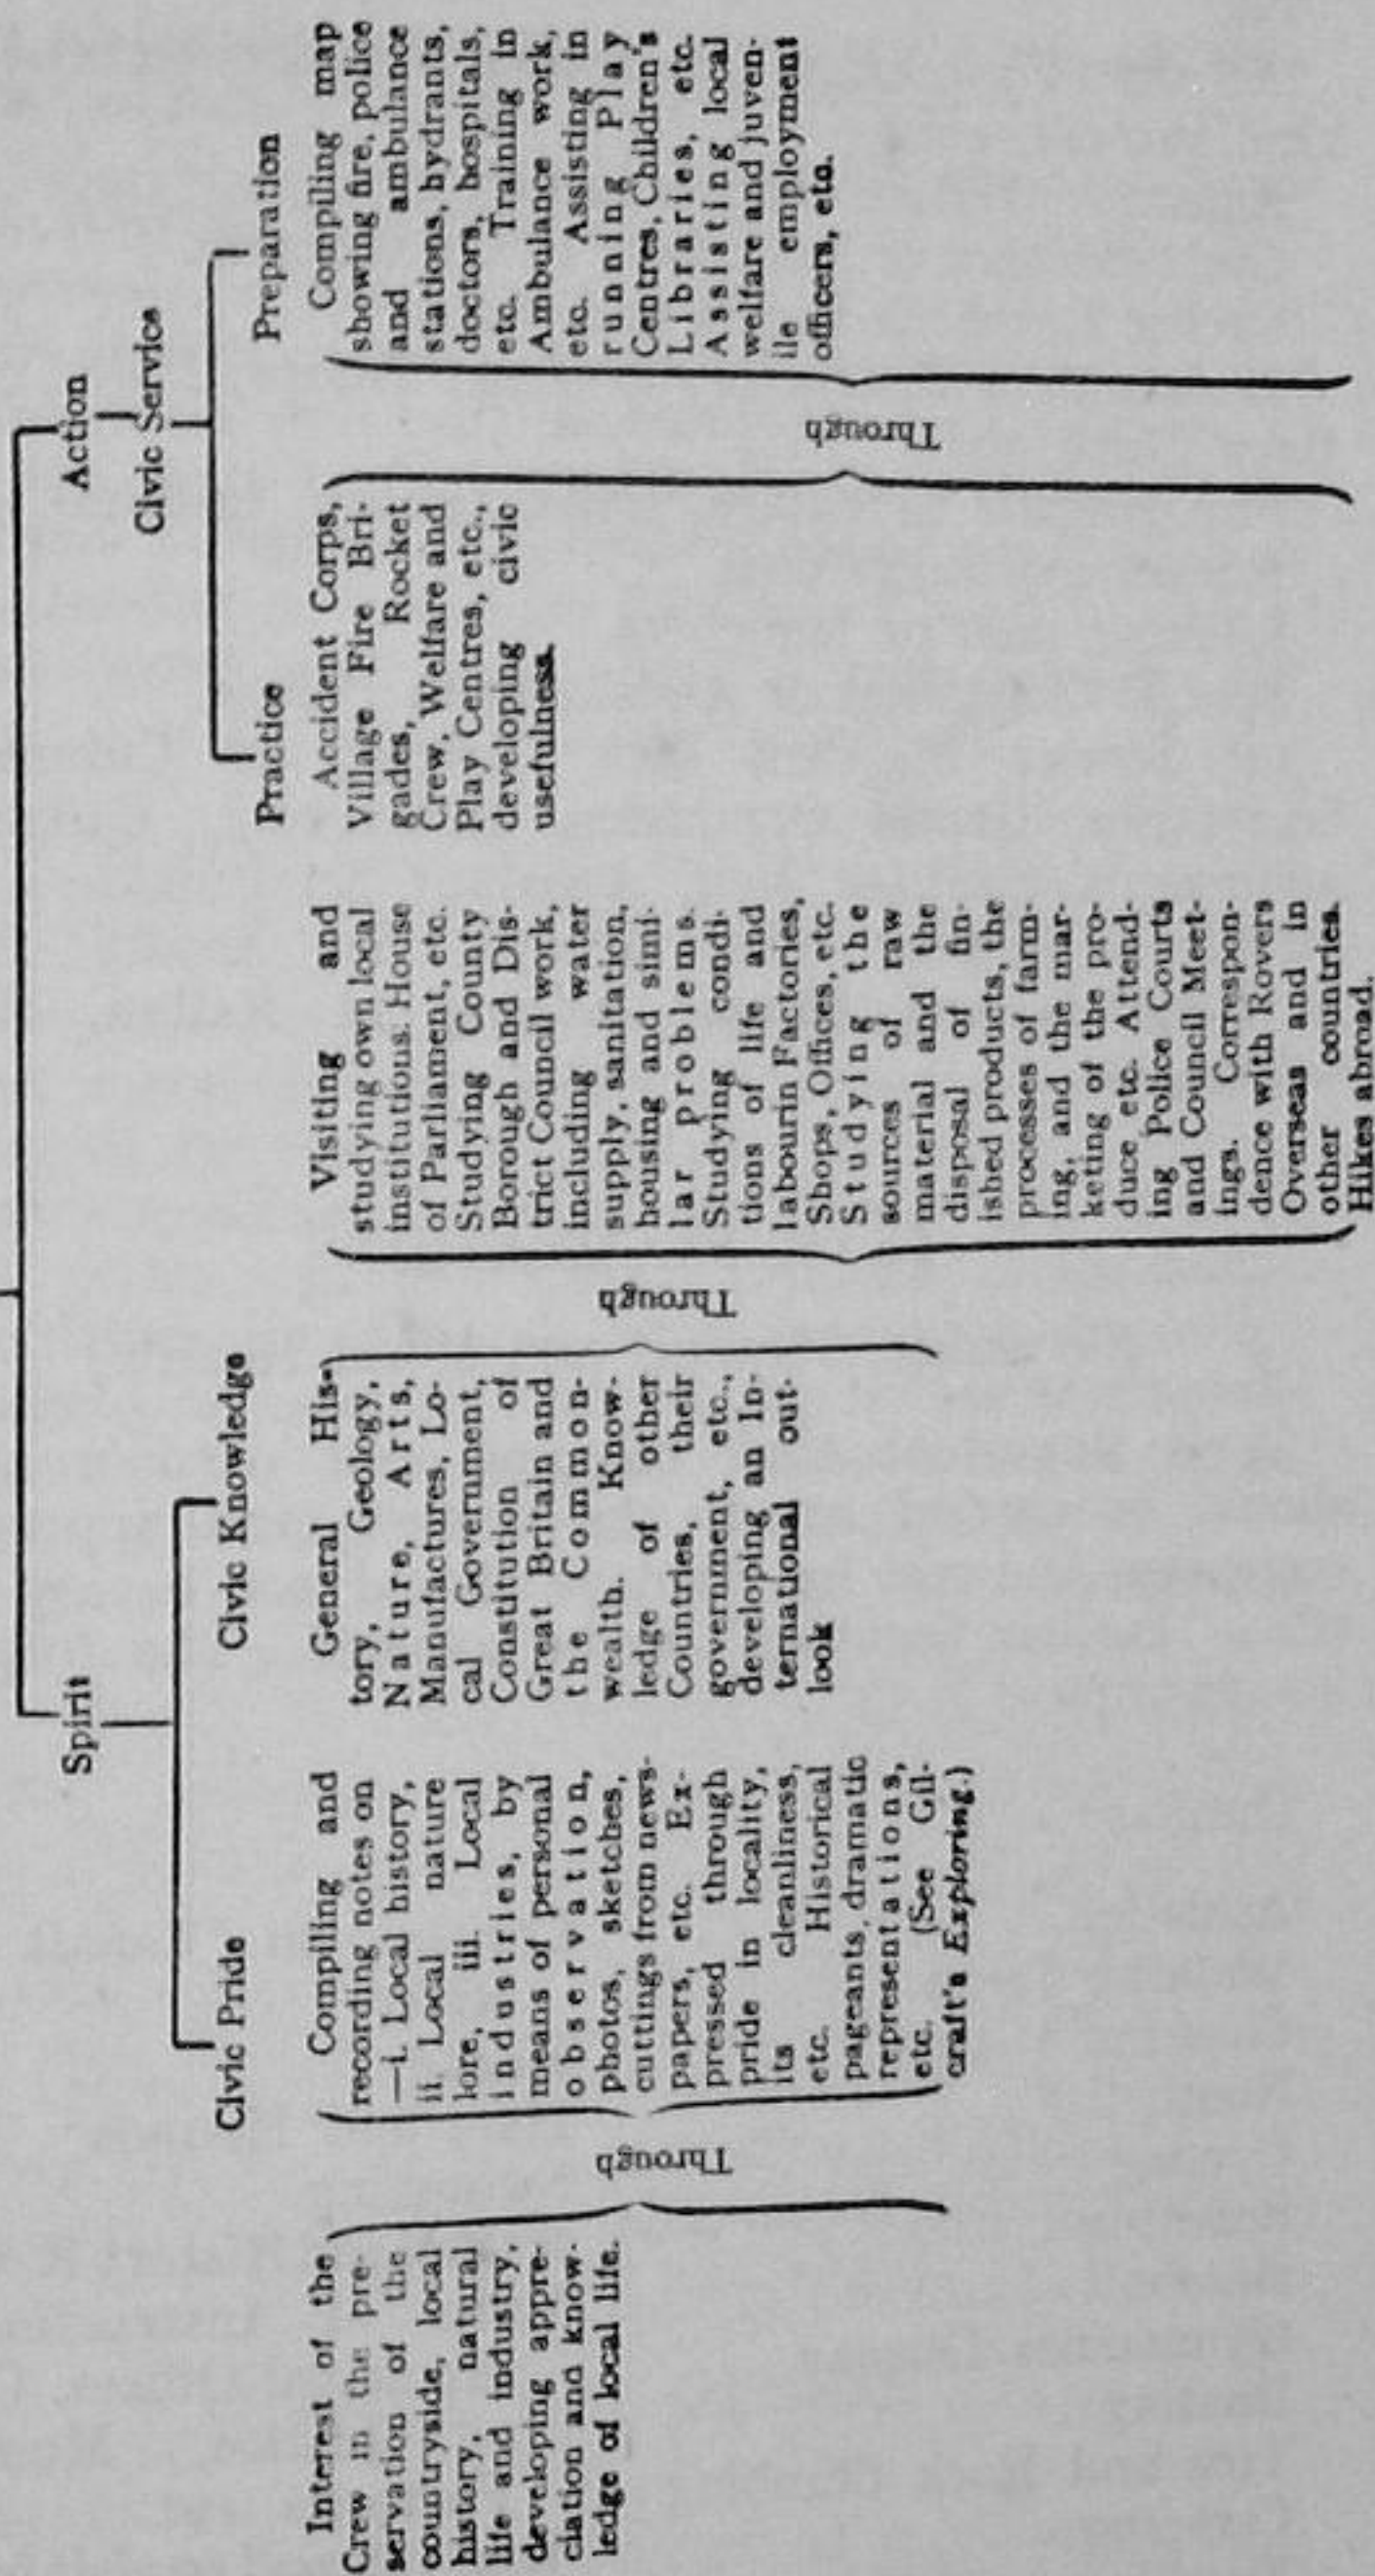 Spirit
Action
Civic Service
Civic Pride
Civic Knowledge
Practice
Preparation
Interest of the
Crew in the pre-
servation of the
countryside, local
history, natural
life and industry,
developing appre-
ciation and know-
ledge of local life.
Through
Compiling and
recording notes on
—i. Local history,
ii. Local nature
lore, iii. Local
industries, by
means of personal
observation,
photos, sketches,
cuttings from news-
papers, etc. Ex-
pressed through
pride in locality,
its cleanliness,
etc. Historical
pageants, dramatic
representations,
etc. (See Gil-
craft's Exploring.)
General His-
tory, Geology,
Nature, Arts,
Manufactures, Lo-
cal Government,
Constitution of
Great Britain and
the Common-
wealth. Know-
ledge of other
Countries, their
government, etc.,
developing an In-
ternational out-
look
Through
Visiting and
studying own local
institutions. House
of Parliament, etc.
Studying County
Borough and Dis-
trict Council work,
including water
supply, sanitation,
housing and simi-
lar problems.
Studying condi-
tions of life and
labourin Factories,
Shops, Offices, etc.
Studying the
sources of raw
material and the
disposal of fin-
ished products, the
processes of farm-
ing, and the mar-
keting of the pro-
duce etc. Attend-
ing Police Courts
and Council Meet-
ings. Correspon-
dence with Rovers
Overseas and in
other countries.
Hikes abroad.
Accident Corps,
Village Fire Bri-
gades, Rocket
Crew, Welfare and
Play Centres, etc.,
developing civic
usefulness.
Through
Compiling map
showing fire, police
and ambulance
stations, hydrants,
doctors, hospitals,
etc. Training in
Ambulance work,
etc. Assisting in
running Play
Centres, Children's
Libraries, etc.
Assisting local
welfare and juven-
ile employment
officers, etc.